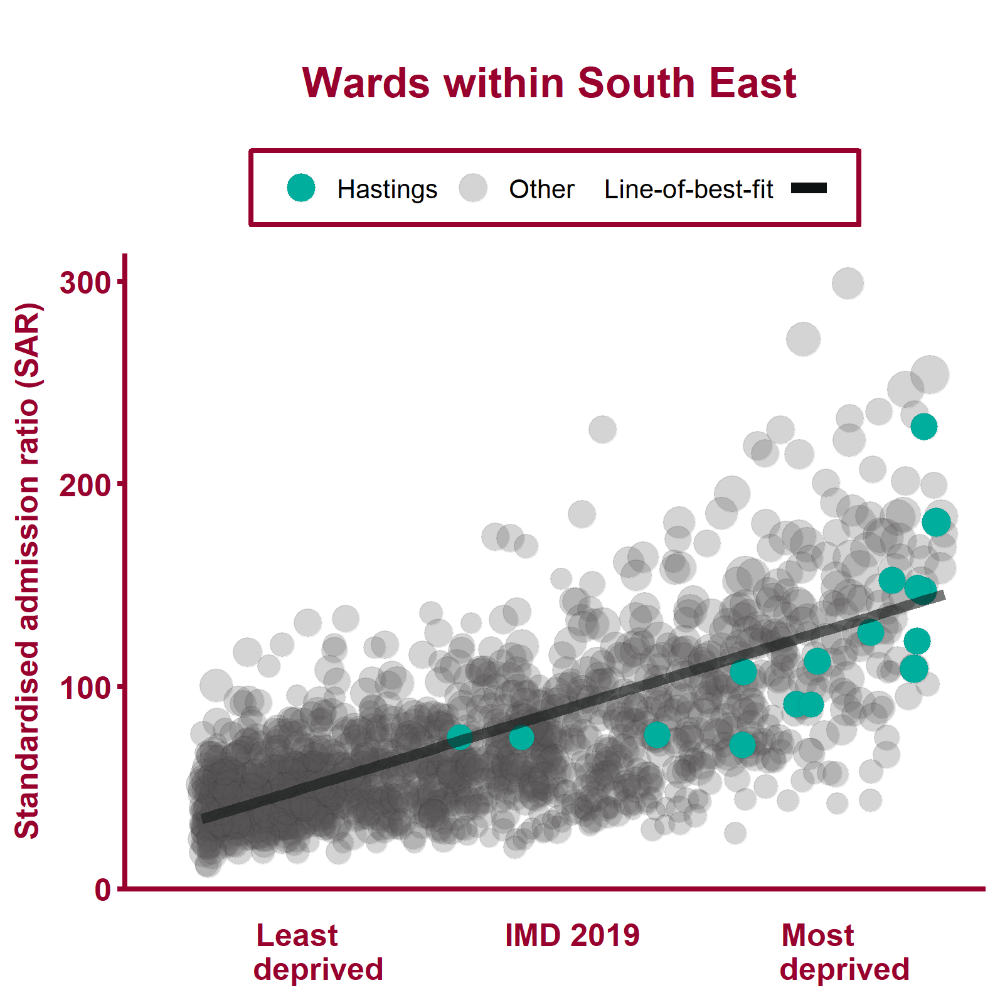 Wards within South East
Hastings Other Line-of-best-fit
Standardised admission ratio (SAR)
300
200
100
0
Least deprived
IMD 2019
Most deprived